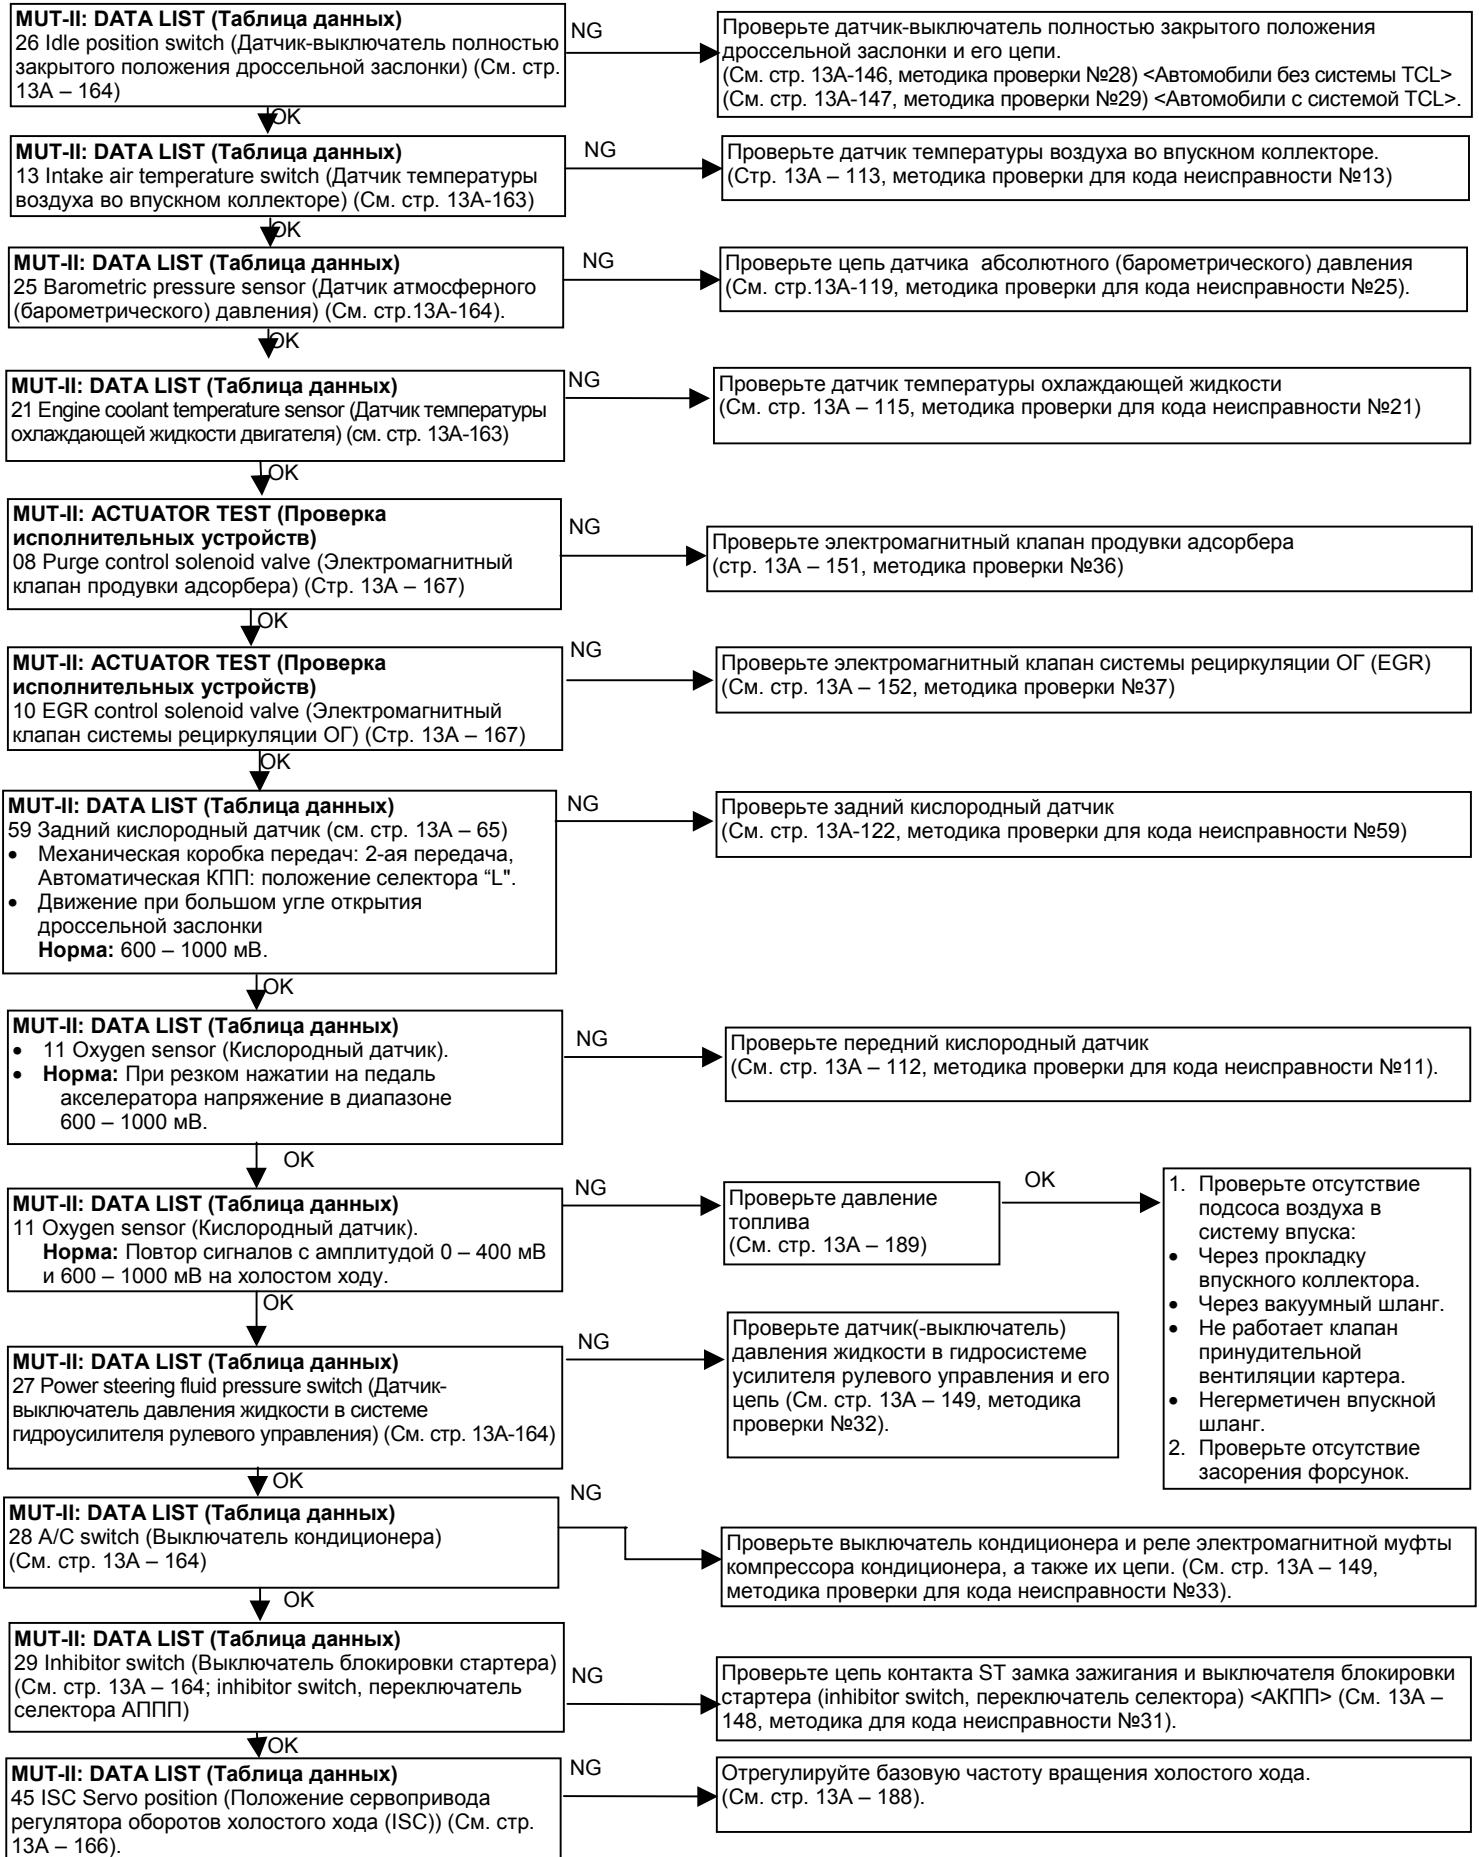 MUT-II: DATA LIST (Таблица данных)
26 Idle position switch (Датчик-выключатель полностью
закрытого положения дроссельной заслонки) (См. стр.
13А – 164)
NG
Проверьте датчик-выключатель полностью закрытого положения
дроссельной заслонки и его цепи.
(См. стр. 13А-146, методика проверки №28) <Автомобили без системы TCL>
(См. стр. 13А-147, методика проверки №29) <Автомобили с системой TCL>.
OK
MUT-II: DATA LIST (Таблица данных)
13 Intake air temperature switch (Датчик температуры
воздуха во впускном коллекторе) (См. стр. 13А-163)
NG
Проверьте датчик температуры воздуха во впускном коллекторе.
(Стр. 13А – 113, методика проверки для кода неисправности №13)
OK
MUT-II: DATA LIST (Таблица данных)
25 Barometric pressure sensor (Датчик атмосферного
(барометрического) давления) (См. стр.13А-164).
NG
Проверьте цепь датчика  абсолютного (барометрического) давления
(См. стр.13А-119, методика проверки для кода неисправности №25).
OK
MUT-II: DATA LIST (Таблица данных)
21 Engine coolant temperature sensor (Датчик температуры
охлаждающей жидкости двигателя) (см. стр. 13А-163)
NG
Проверьте датчик температуры охлаждающей жидкости
(См. стр. 13А – 115, методика проверки для кода неисправности №21)
OK
MUT-II: ACTUATOR TEST (Проверка
исполнительных устройств)
08 Purge control solenoid valve (Электромагнитный
клапан продувки адсорбера) (Стр. 13А – 167)
NG
Проверьте электромагнитный клапан продувки адсорбера
(стр. 13А – 151, методика проверки №36)
OK
MUT-II: ACTUATOR TEST (Проверка
исполнительных устройств)
10 EGR control solenoid valve (Электромагнитный
клапан системы рециркуляции ОГ) (Стр. 13А – 167)
NG
Проверьте электромагнитный клапан системы рециркуляции ОГ (EGR)
(См. стр. 13А – 152, методика проверки №37)
OK
MUT-II: DATA LIST (Таблица данных)
59 Задний кислородный датчик (см. стр. 13А – 65)
• Механическая коробка передач: 2-ая передача,
Автоматическая КПП: положение селектора “L".
• Движение при большом угле открытия
дроссельной заслонки
Норма: 600 – 1000 мВ.
NG
Проверьте задний кислородный датчик
(См. стр. 13А-122, методика проверки для кода неисправности №59)
OK
MUT-II: DATA LIST (Таблица данных)
• 11 Oxygen sensor (Кислородный датчик).
• Норма: При резком нажатии на педаль
акселератора напряжение в диапазоне
600 – 1000 мВ.
NG
Проверьте передний кислородный датчик
(См. стр. 13А – 112, методика проверки для кода неисправности №11).
OK
MUT-II: DATA LIST (Таблица данных)
11 Oxygen sensor (Кислородный датчик).
Норма: Повтор сигналов с амплитудой 0 – 400 мВ
и 600 – 1000 мВ на холостом ходу.
NG
Проверьте давление
топлива
(См. стр. 13А – 189)
OK
1. Проверьте отсутствие
подсоса воздуха в
систему впуска:
• Через прокладку
впускного коллектора.
• Через вакуумный шланг.
• Не работает клапан
принудительной
вентиляции картера.
• Негерметичен впускной
шланг.
2. Проверьте отсутствие
засорения форсунок.
OK
MUT-II: DATA LIST (Таблица данных)
27 Power steering fluid pressure switch (Датчик-
выключатель давления жидкости в системе
гидроусилителя рулевого управления) (См. стр. 13А-164)
NG
Проверьте датчик(-выключатель)
давления жидкости в гидросистеме
усилителя рулевого управления и его
цепь (См. стр. 13А – 149, методика
проверки №32).
OK
MUT-II: DATA LIST (Таблица данных)
28 A/C switch (Выключатель кондиционера)
(См. стр. 13А – 164)
NG
Проверьте выключатель кондиционера и реле электромагнитной муфты
компрессора кондиционера, а также их цепи. (См. стр. 13А – 149,
методика проверки для кода неисправности №33).
OK
MUT-II: DATA LIST (Таблица данных)
29 Inhibitor switch (Выключатель блокировки стартера)
(См. стр. 13А – 164; inhibitor switch, переключатель
селектора АППП)
NG
Проверьте цепь контакта ST замка зажигания и выключателя блокировки
стартера (inhibitor switch, переключатель селектора) <АКПП> (См. 13А –
148, методика для кода неисправности №31).
OK
MUT-II: DATA LIST (Таблица данных)
45 ISC Servo position (Положение сервопривода
регулятора оборотов холостого хода (ISC)) (См. стр.
13А – 166).
NG
Отрегулируйте базовую частоту вращения холостого хода.
(См. стр. 13А – 188).